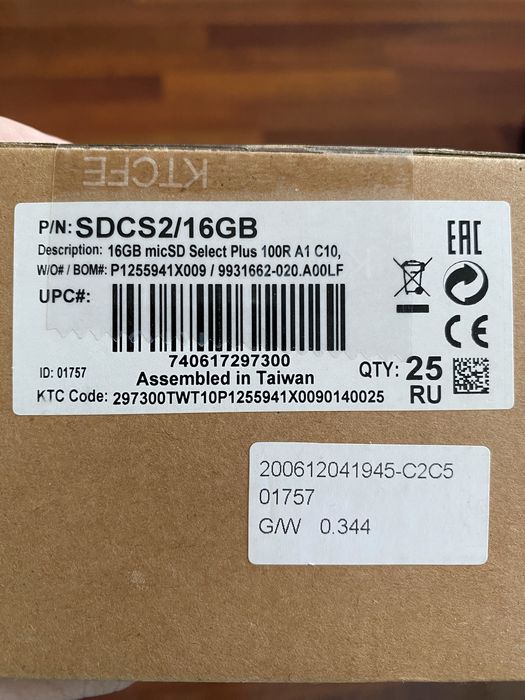 KTCFE
P/N: SDCS2/16GB
Description: 16GB micSD Select Plus 100R A1 C10,
W/O# / BOM#: P1255941X009 / 9931662-020.A00LF
UPC#:
740617297300
ID: 01757
Assembled in Taiwan
QTY: 25
KTC Code: 297300TWT10P1255941X0090140025
RU
EAC
CE
200612041945-C2C5
01757
G/W 0.344